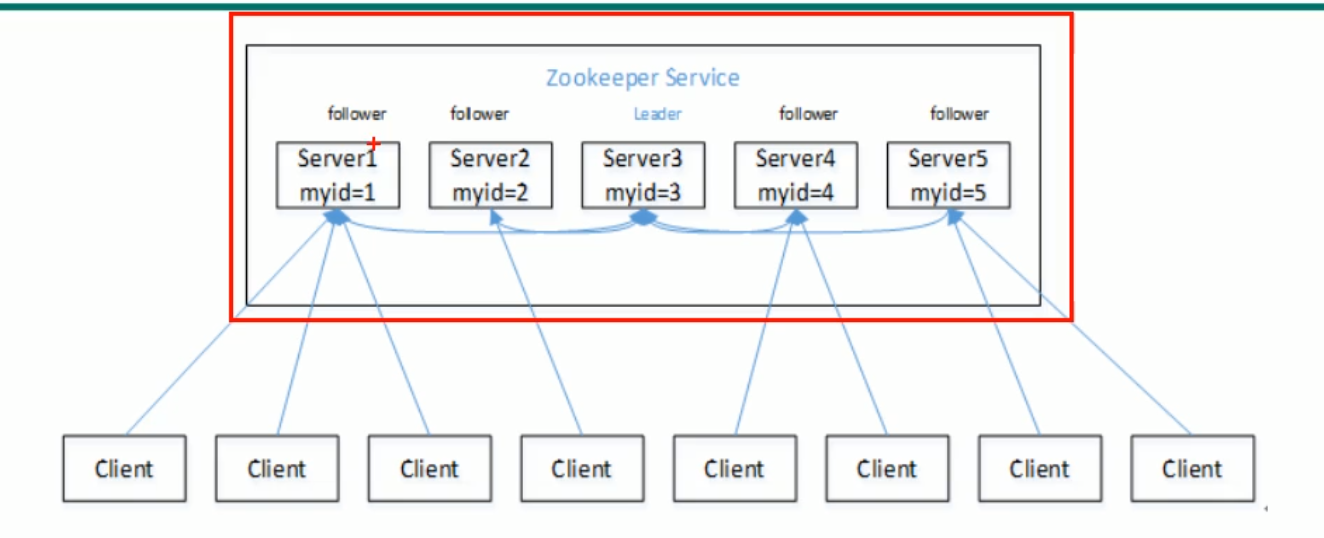 Zookeeper Service
follower follower Leader follower follower
Server1 Server2 Server3 Server4 Server5
myid=1 myid=2 myid=3 myid=4 myid=5
Client Client Client Client Client Client Client Client